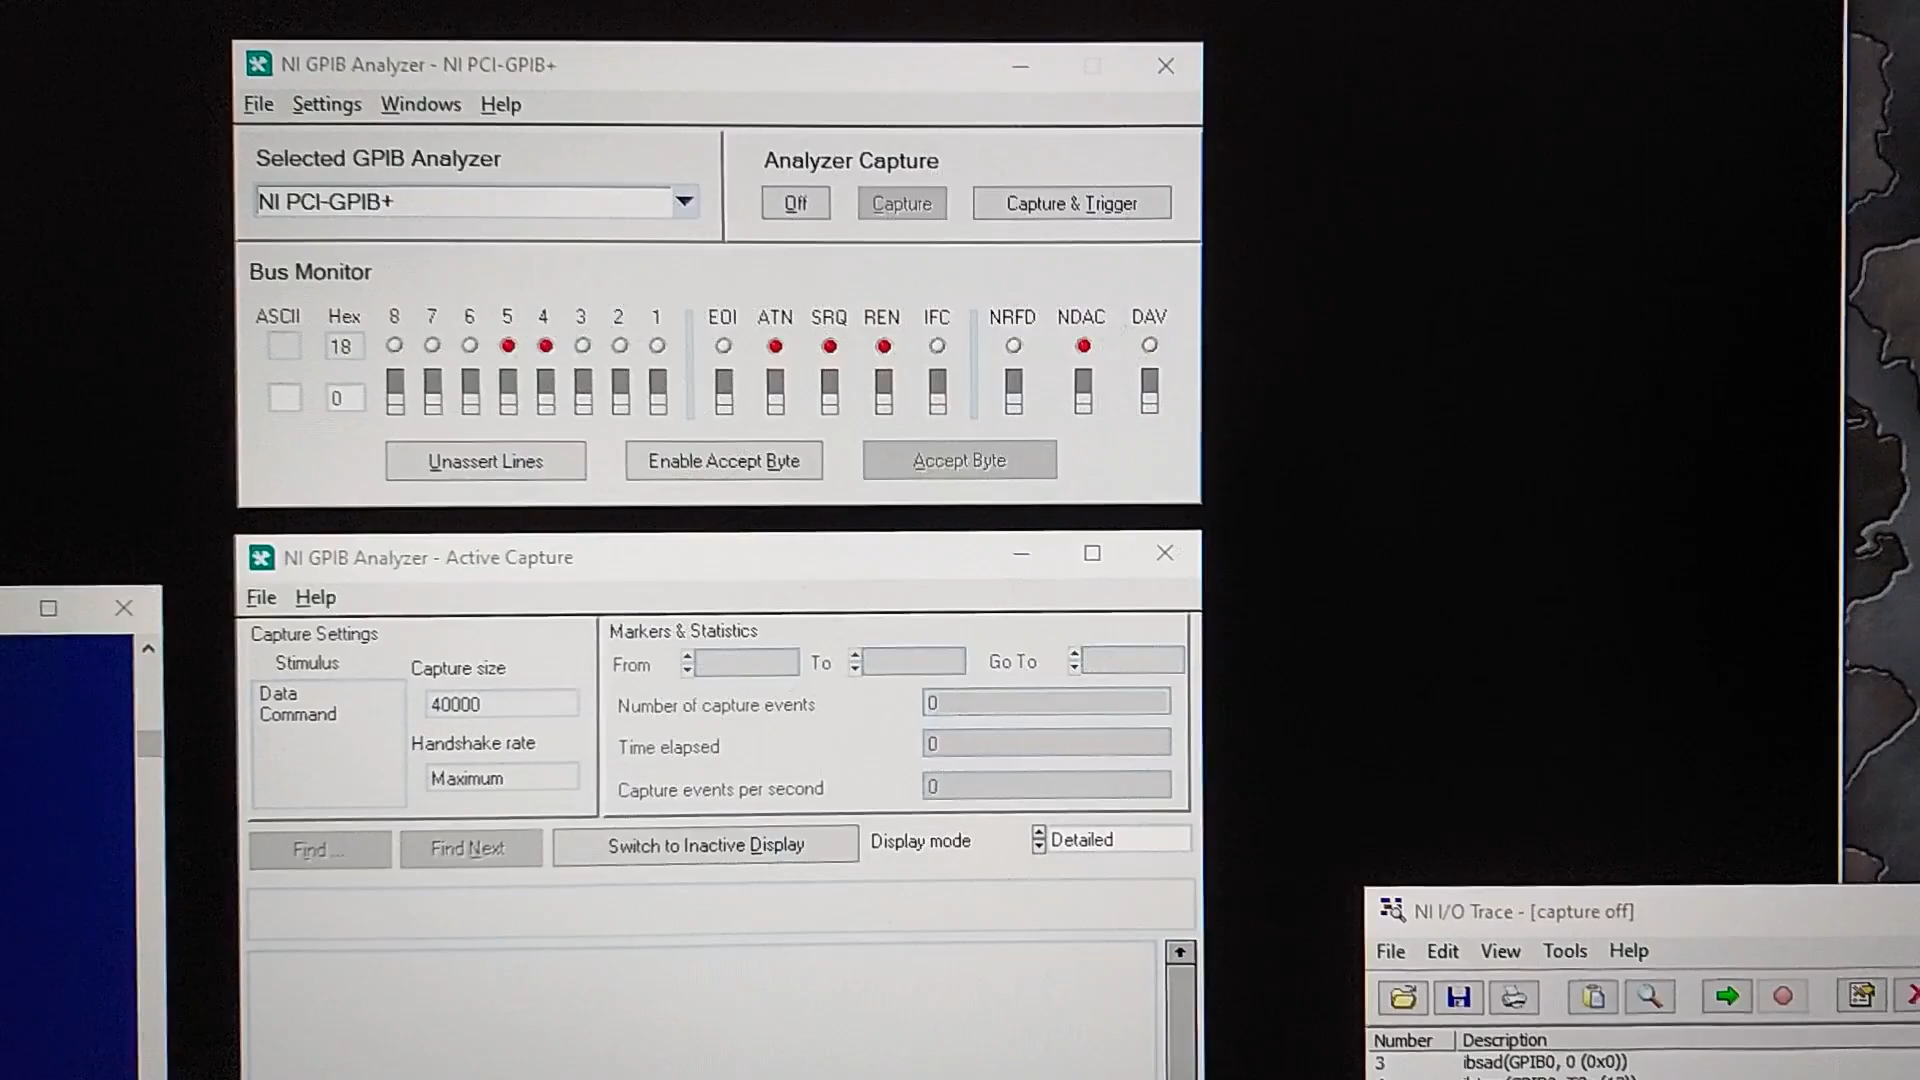 NI GPIB Analyzer - NI PCI-GPIB+
File Settings Windows Help
Selected GPIB Analyzer
NI PCI-GPIB+
Analyzer Capture
Off Capture Capture & Trigger
Bus Monitor
ASCII Hex 8 7 6 5 4 3 2 1 EOI ATN SRQ REN IFC NRFD NDAC DAV
18
0
Unassert Lines Enable Accept Byte Accept Byte
NI GPIB Analyzer - Active Capture
File Help
Capture Settings
Stimulus
Data
Command
Capture size
40000
Handshake rate
Maximum
Markers & Statistics
From To Go To
Number of capture events 0
Time elapsed 0
Capture events per second 0
Find ... Find Next Switch to Inactive Display Display mode Detailed
NI I/O Trace - [capture off]
File Edit View Tools Help
Number Description
3 ibsad(GPIB0, 0 (0x0))